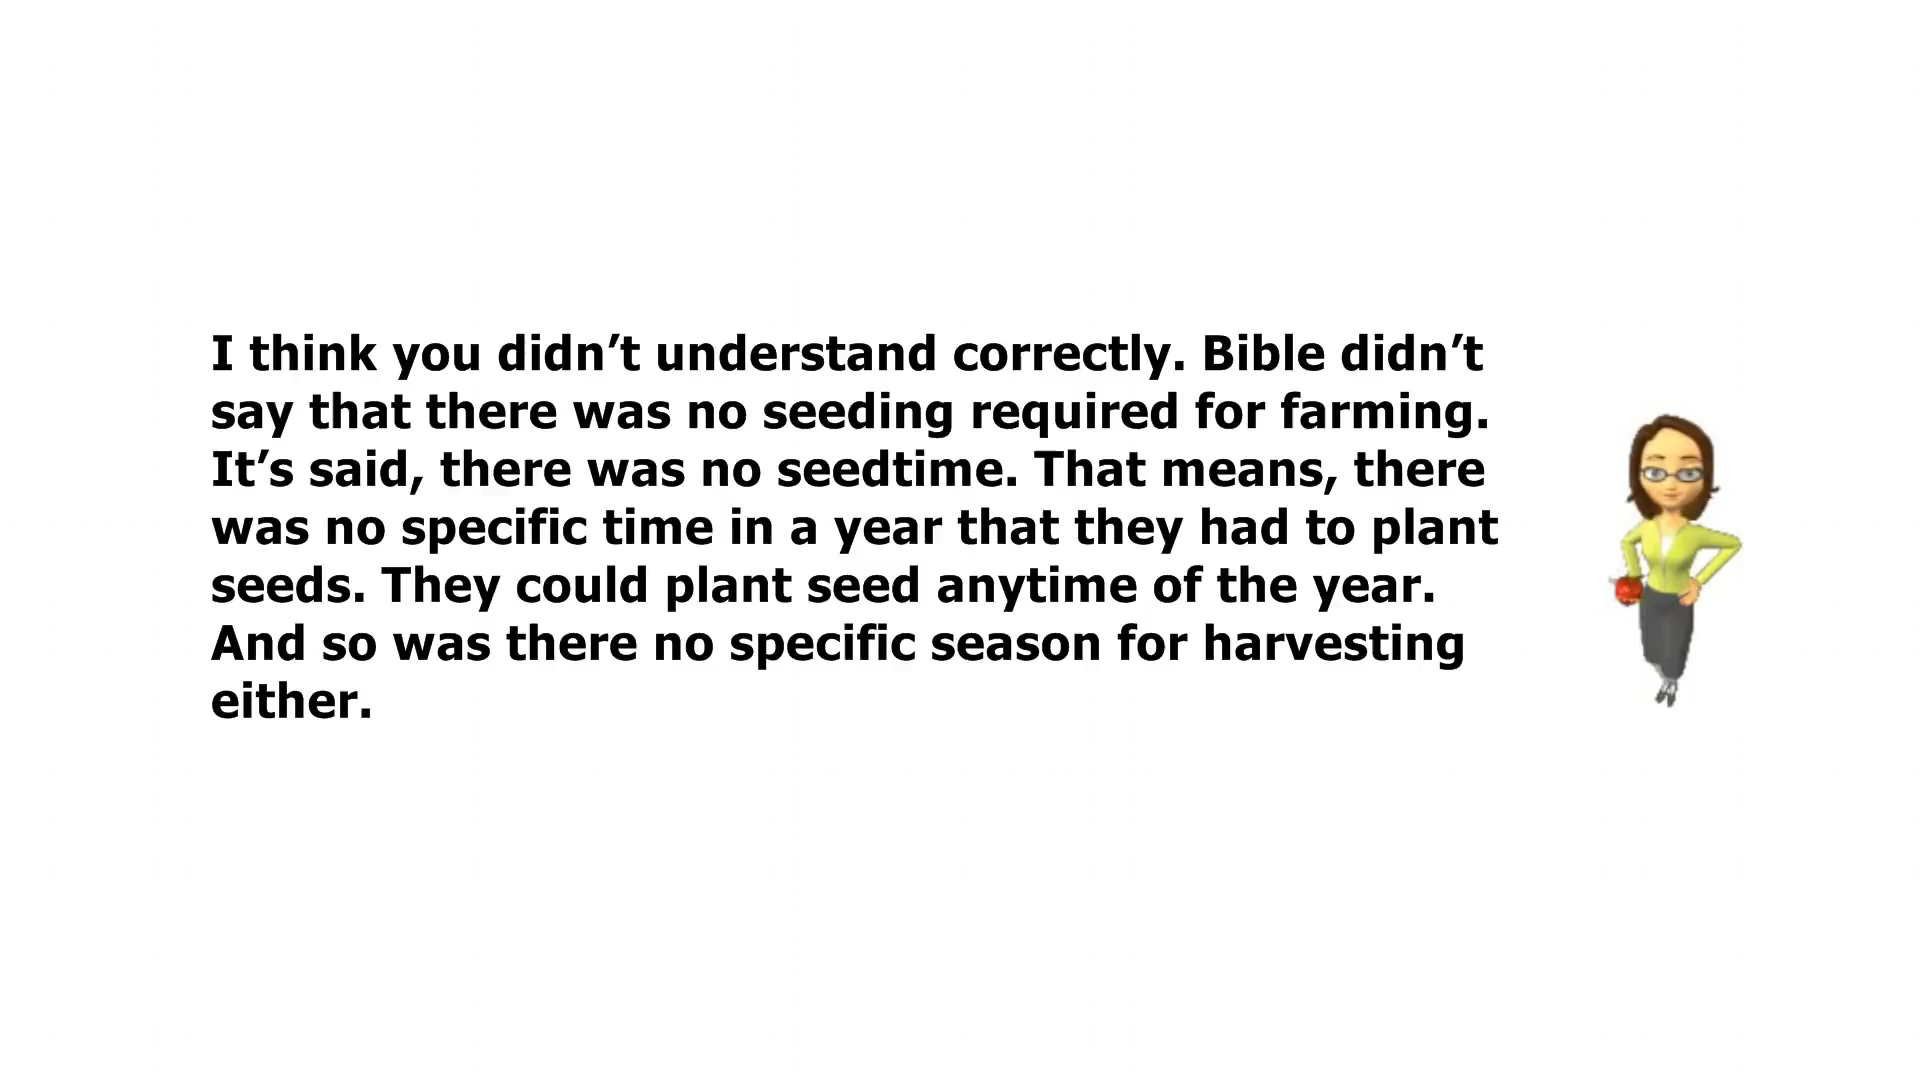 I think you didn’t understand correctly. Bible didn’t
say that there was no seeding required for farming.
It’s said, there was no seedtime. That means, there
was no specific time in a year that they had to plant
seeds. They could plant seed anytime of the year.
And so was there no specific season for harvesting
either.